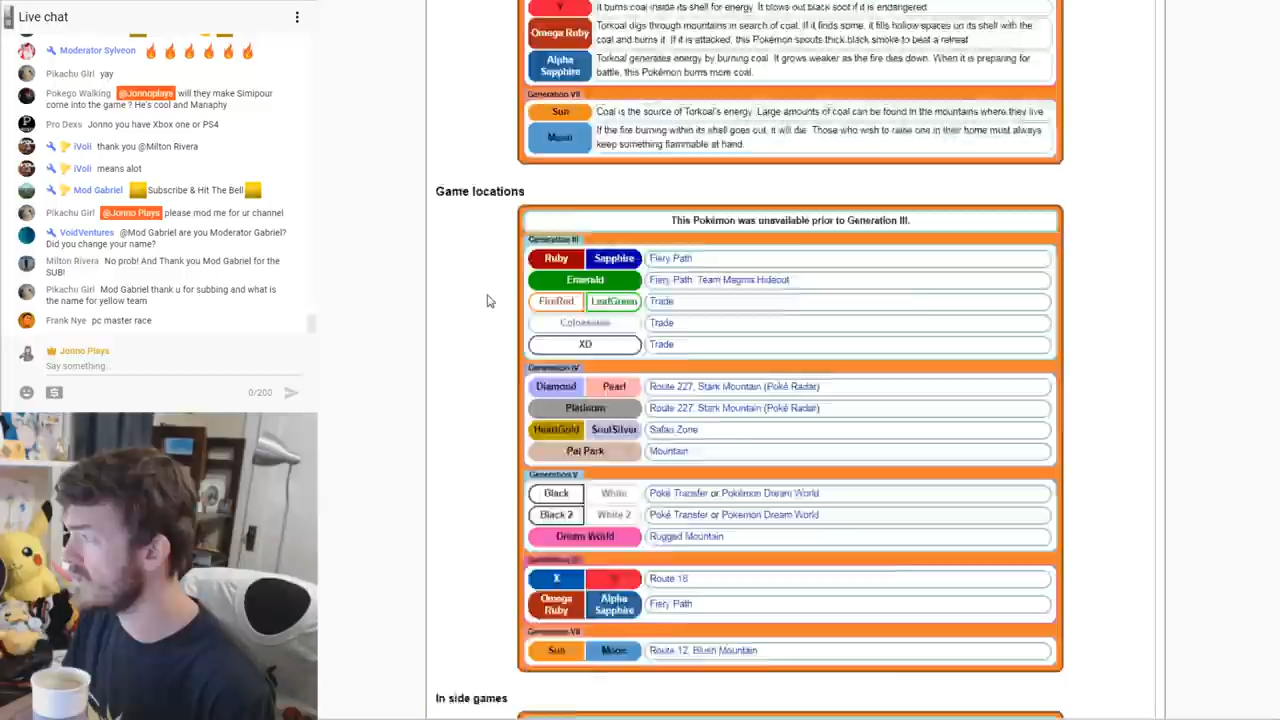 Live chat
Moderator Sylveon
Pikachu Girl yay
Pokego Walking @Jonnoplays will they make Simipour
come into the game ? He's cool and Manaphy
Pro Dexs Jonno you have Xbox one or PS4
iVoli thank you @Milton Rivera
iVoli means alot
Mod Gabriel Subscribe & Hit The Bell
Pikachu Girl @Jonno Plays please mod me for ur channel
VoidVentures @Mod Gabriel are you Moderator Gabriel?
Did you change your name?
Milton Rivera No prob! And Thank you Mod Gabriel for the
SUB!
Pikachu Girl Mod Gabriel thank u for subbing and what is
the name for yellow team
Frank Nye pc master race
Jonno Plays
Say something...
0/200
Y It burns coal inside its shell for energy. It blows out black soot if it is endangered.
Omega Ruby Torkoal digs through mountains in search of coal. If it finds some, it fills hollow spaces on its shell with the
coal and burns it. If it is attacked, this Pokémon spouts thick black smoke to beat a retreat.
Alpha
Sapphire Torkoal generates energy by burning coal. It grows weaker as the fire dies down. When it is preparing for
battle, this Pokémon burns more coal.
Generation VII
Sun Coal is the source of Torkoal's energy. Large amounts of coal can be found in the mountains where they live.
Moon If the fire burning within its shell goes out, it will die. Those who wish to raise one in their home must always
keep something flammable at hand.
Game locations
This Pokémon was unavailable prior to Generation III.
Generation III
Ruby Sapphire Fiery Path
Emerald Fiery Path, Team Magma Hideout
FireRed LeafGreen Trade
Colosseum Trade
XD Trade
Generation IV
Diamond Pearl Route 227, Stark Mountain (Poké Radar)
Platinum Route 227, Stark Mountain (Poké Radar)
HeartGold SoulSilver Safari Zone
Pal Park Mountain
Generation V
Black White Poké Transfer or Pokémon Dream World
Black 2 White 2 Poké Transfer or Pokémon Dream World
Dream World Rugged Mountain
X Y Route 18
Omega
Ruby Alpha
Sapphire Fiery Path
Generation VII
Sun Moon Route 12, Blush Mountain
In side games